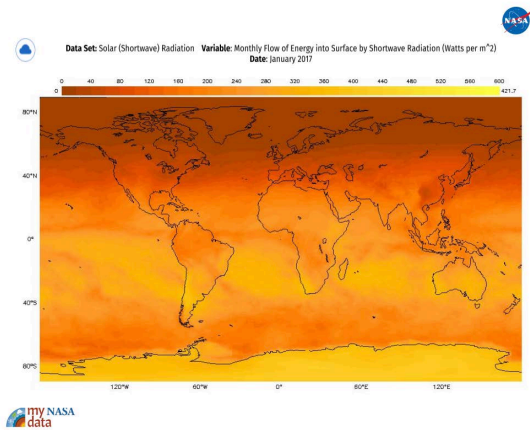 NASA
Data Set: Solar (Shortwave) Radiation Variable: Monthly Flow of Energy into Surface by Shortwave Radiation (Watts per m^2)
Date: January 2017
0 40 80 120 160 200 240 280 320 360 400 440 480 520 560 600
0 421.7
80°N
40°N
0°
40°S
80°S
120°W 60°W 0° 60°E 120°E
my NASA
data